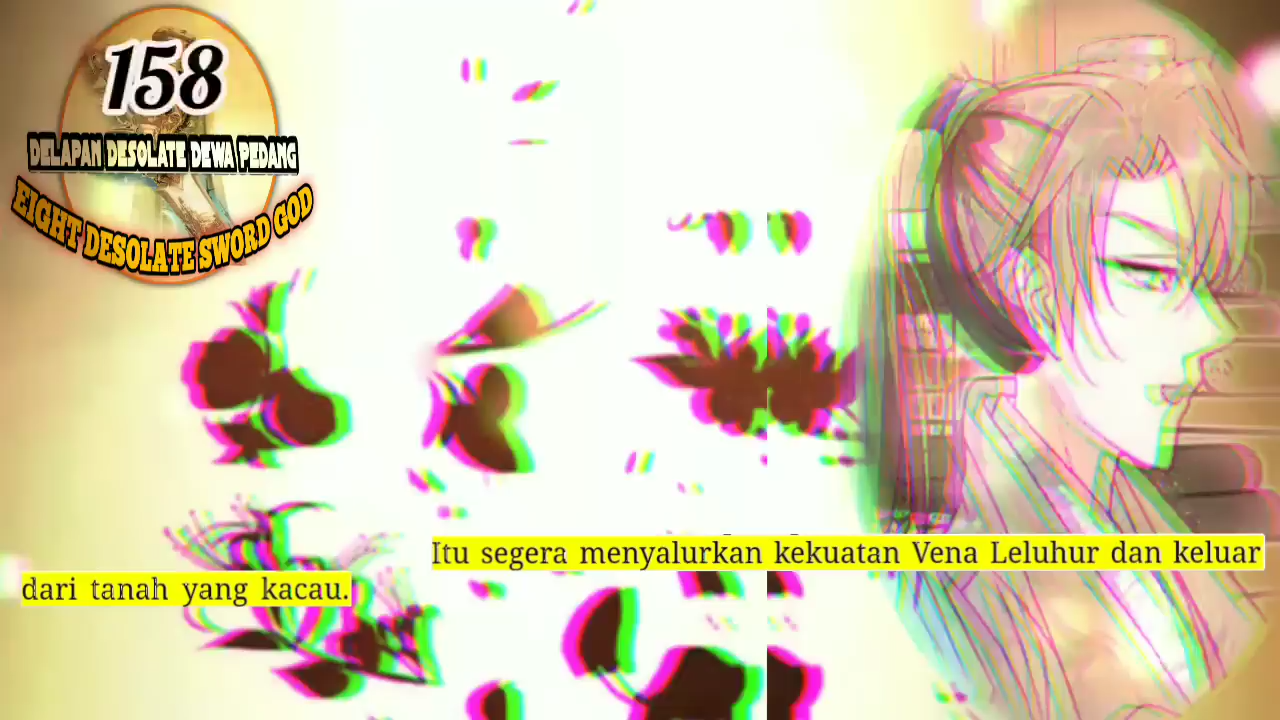 158
DELAPAN DESOLATE DEWA PEDANG
EIGHT DESOLATE SWORD GOD
Itu segera menyalurkan kekuatan Vena Leluhur dan keluar
dari tanah yang kacau.